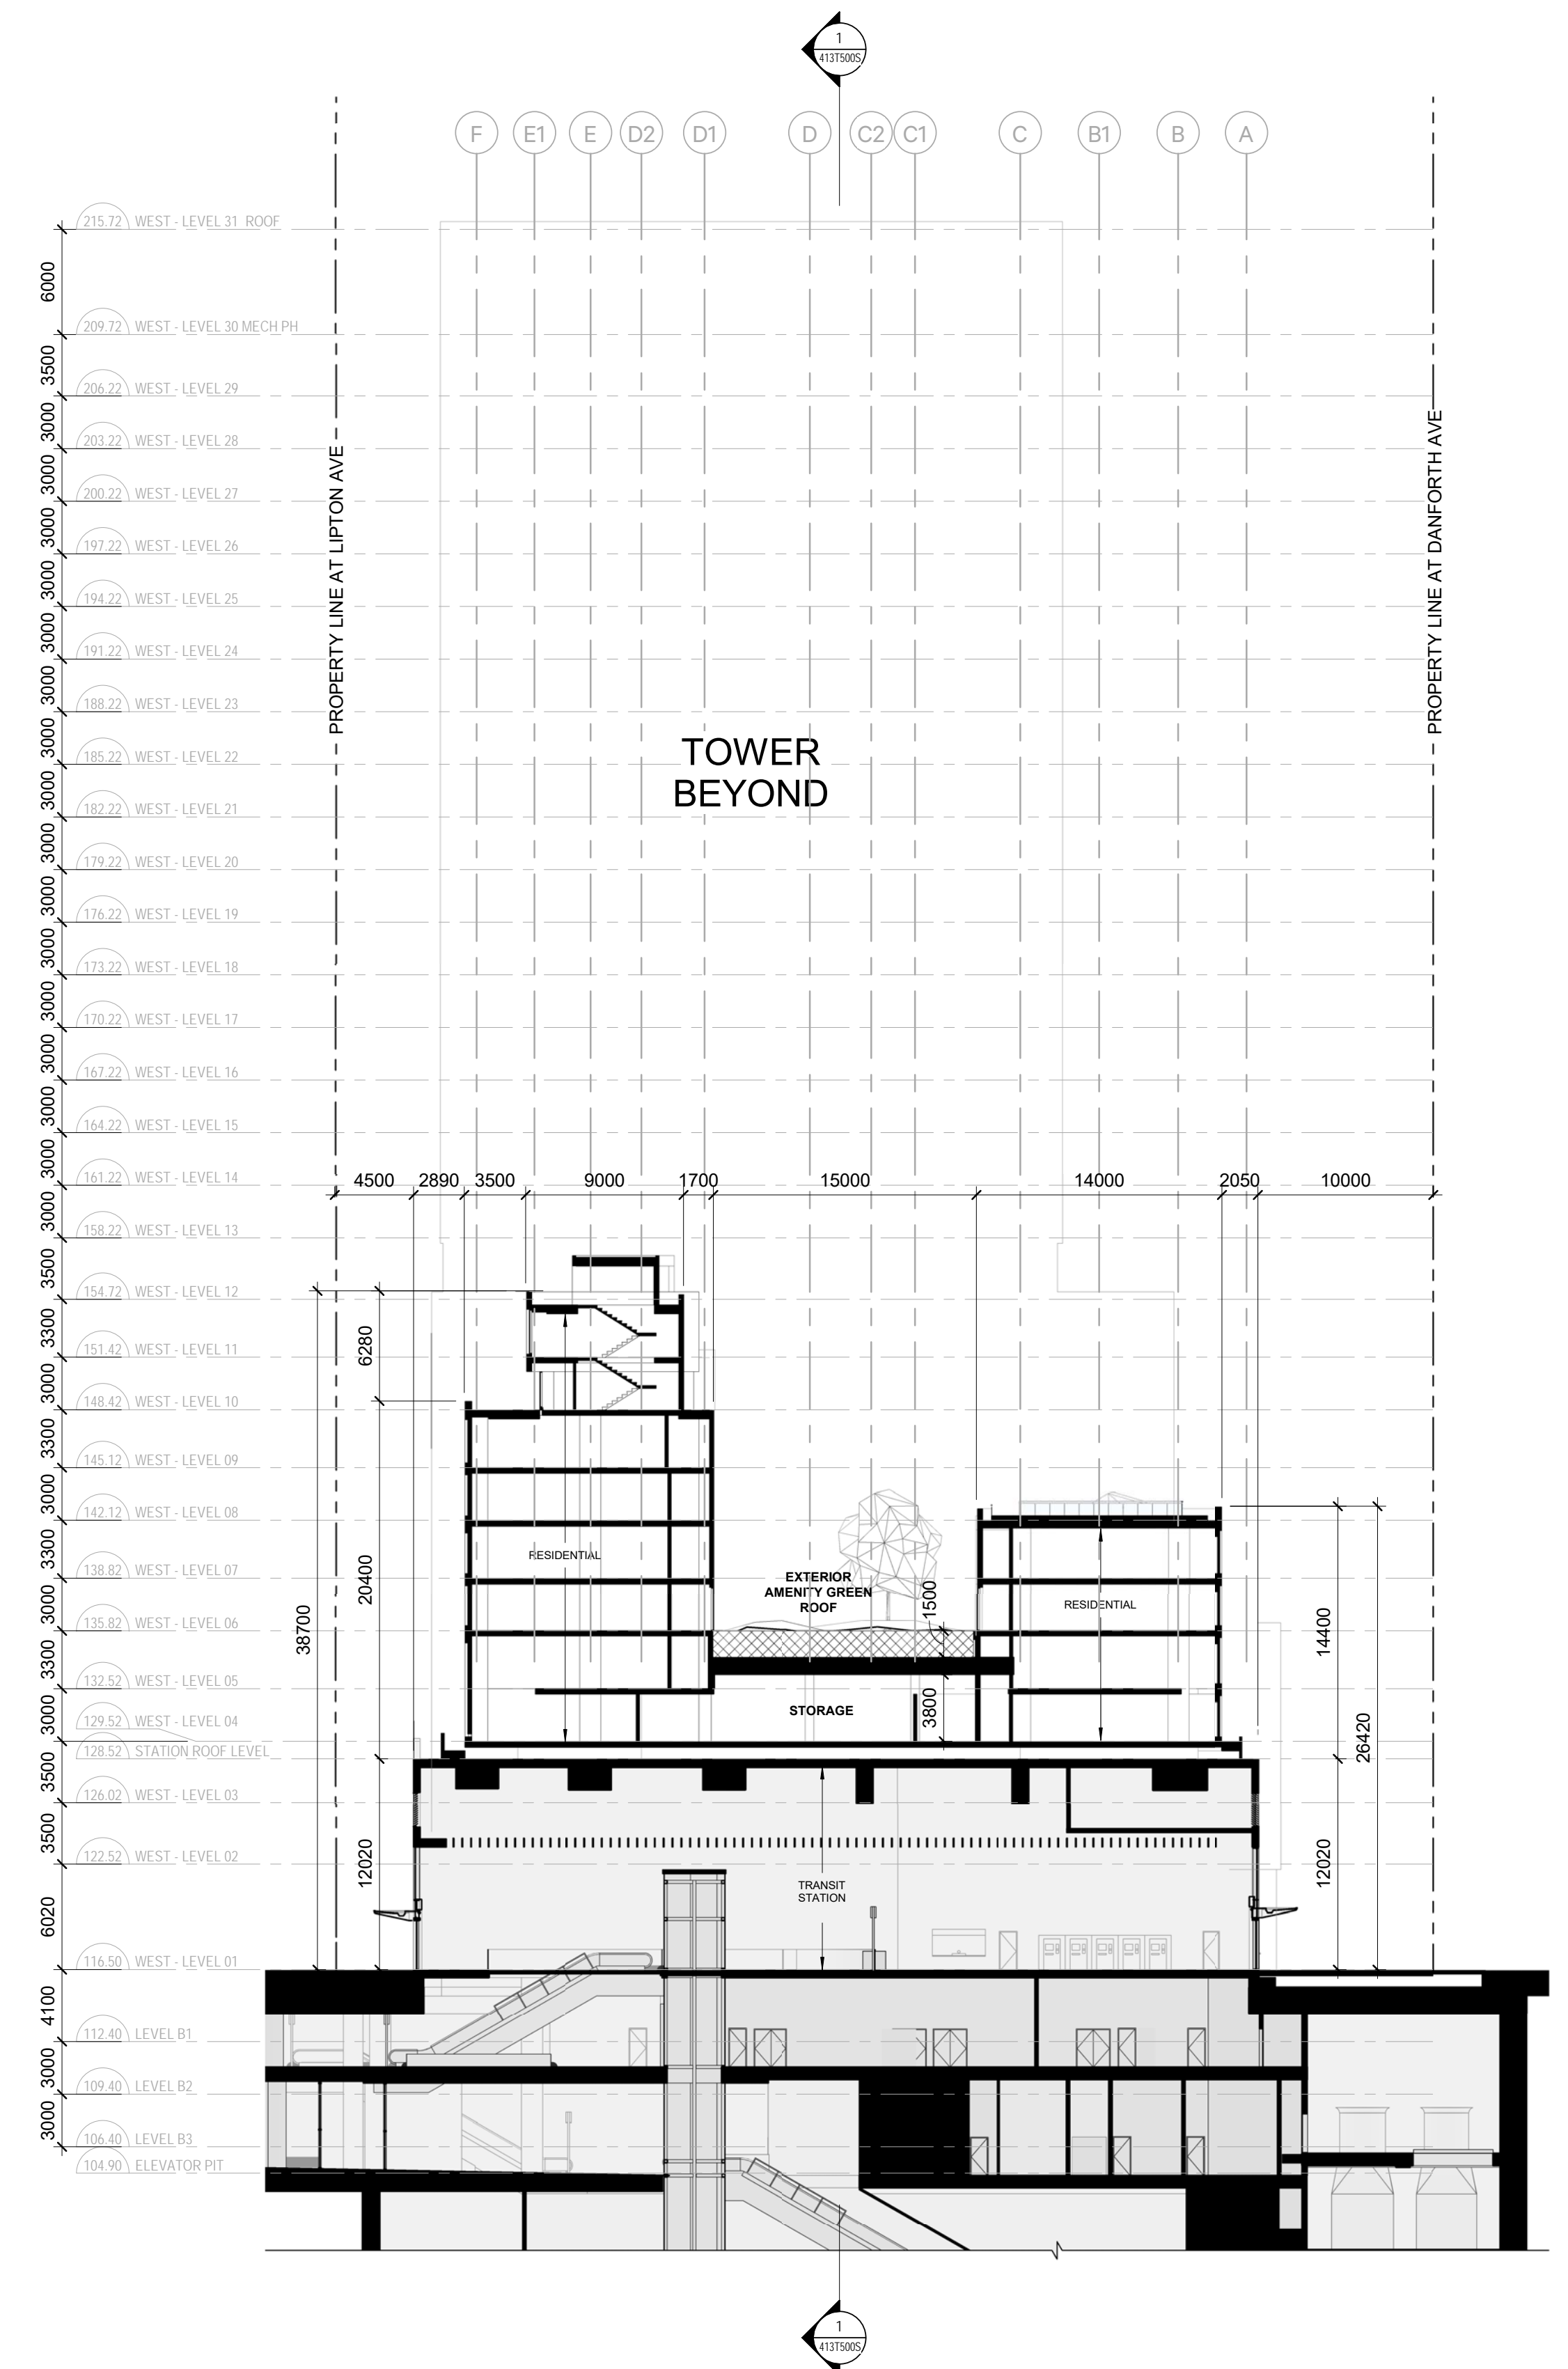 1
413T500S
F
E1
E
D2
D1
D
C2
C1
C
B1
B
A
215.72 WEST - LEVEL 31 ROOF
6000
209.72 WEST - LEVEL 30 MECH PH
3500
206.22 WEST - LEVEL 29
3000
203.22 WEST - LEVEL 28
3000
200.22 WEST - LEVEL 27
3000
197.22 WEST - LEVEL 26
3000
194.22 WEST - LEVEL 25
3000
191.22 WEST - LEVEL 24
3000
188.22 WEST - LEVEL 23
3000
185.22 WEST - LEVEL 22
3000
182.22 WEST - LEVEL 21
3000
179.22 WEST - LEVEL 20
3000
176.22 WEST - LEVEL 19
3000
173.22 WEST - LEVEL 18
3000
170.22 WEST - LEVEL 17
3000
167.22 WEST - LEVEL 16
3000
164.22 WEST - LEVEL 15
3000
161.22 WEST - LEVEL 14
3000
158.22 WEST - LEVEL 13
3500
154.72 WEST - LEVEL 12
3300
151.42 WEST - LEVEL 11
3000
148.42 WEST - LEVEL 10
3300
145.12 WEST - LEVEL 09
3000
142.12 WEST - LEVEL 08
3300
138.82 WEST - LEVEL 07
3000
135.82 WEST - LEVEL 06
3300
132.52 WEST - LEVEL 05
3000
129.52 WEST - LEVEL 04
128.52 STATION ROOF LEVEL
3500
126.02 WEST - LEVEL 03
3500
122.52 WEST - LEVEL 02
6020
116.50 WEST - LEVEL 01
4100
112.40 LEVEL B1
3000
109.40 LEVEL B2
3000
106.40 LEVEL B3
104.90 ELEVATOR PIT
PROPERTY LINE AT LIPTON AVE
PROPERTY LINE AT DANFORTH AVE
TOWER
BEYOND
4500
2890
3500
9000
1700
15000
14000
2050
10000
38700
6280
20400
12020
RESIDENTIAL
EXTERIOR
AMENITY GREEN
ROOF
1500
STORAGE
3800
RESIDENTIAL
14400
26420
12020
TRANSIT
STATION
1
413T500S